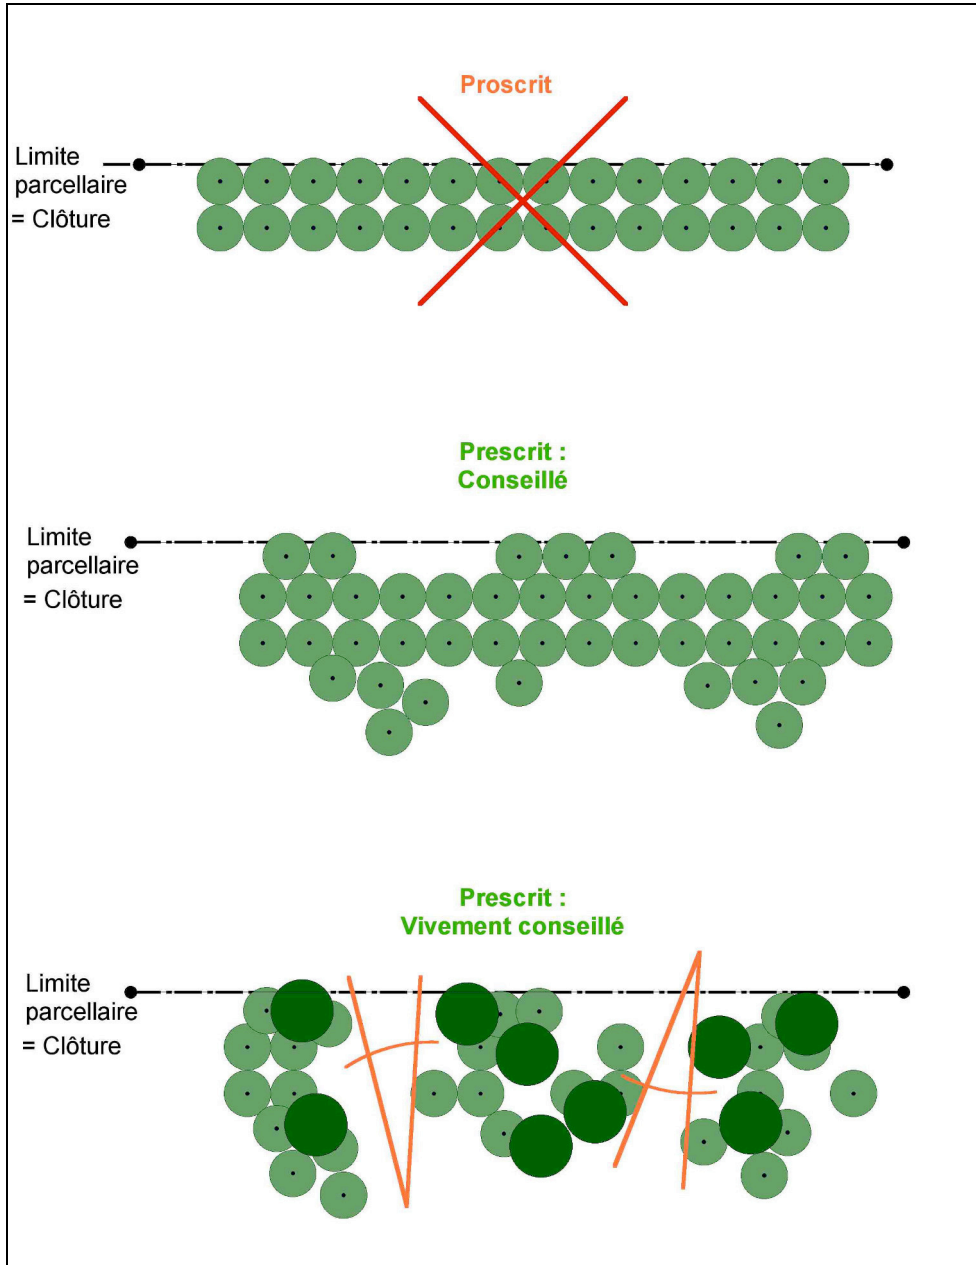 Proscrit
Limite
parcellaire
= Clôture
Prescrit :
Conseillé
Limite
parcellaire
= Clôture
Prescrit :
Vivement conseillé
Limite
parcellaire
= Clôture